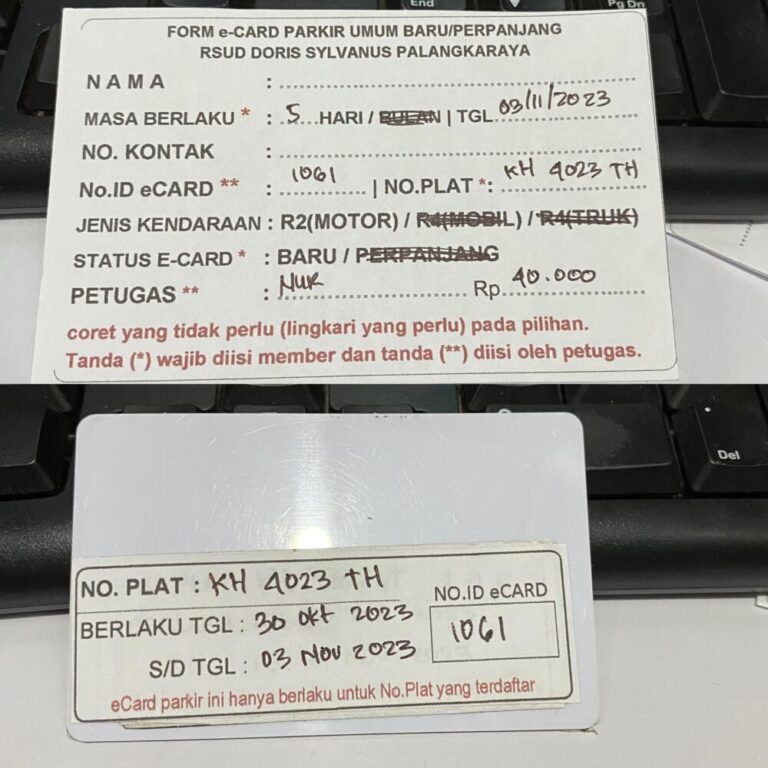 End
Pg Dn
FORM e-CARD PARKIR UMUM BARU/PERPANJANG
RSUD DORIS SYLVANUS PALANGKARAYA
NAMA :
MASA BERLAKU * : 5 HARI / BULAN | TGL 03/11/2023
NO. KONTAK :
No.ID eCARD ** : 1061 | NO.PLAT *: KH 4023 TH
JENIS KENDARAAN : R2(MOTOR) / R4(MOBIL) / R4(TRUK)
STATUS E-CARD * : BARU / PERPANJANG
PETUGAS ** : NUR Rp. 40.000
coret yang tidak perlu (lingkari yang perlu) pada pilihan.
Tanda (*) wajib diisi member dan tanda (**) diisi oleh petugas.
Del
NO. PLAT : KH 4023 TH
NO.ID eCARD
BERLAKU TGL : 30 Okt 2023
1061
S/D TGL : 03 NOV 2023
eCard parkir ini hanya berlaku untuk No.Plat yang terdaftar